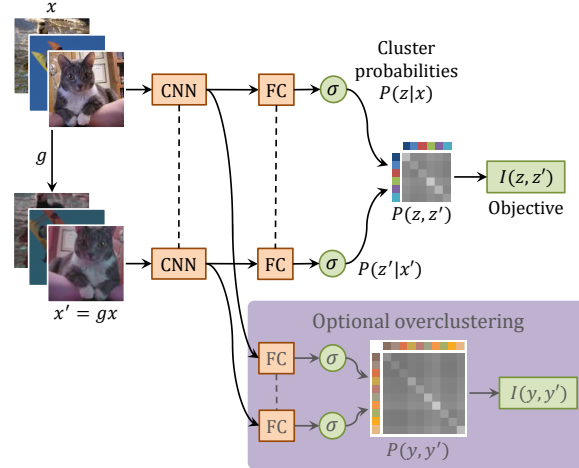 x
Cluster
probabilities
P(z|x)
CNN
FC
σ
g
P(z, z′)
I(z, z′)
Objective
CNN
FC
σ
P(z′|x′)
x′ = gx
Optional overclustering
FC
σ
FC
σ
P(y, y′)
I(y, y′)